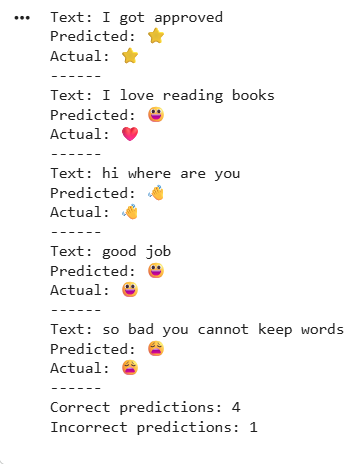 Text: I got approved
Predicted: ⭐
Actual: ⭐
------
Text: I love reading books
Predicted: 😀
Actual: ❤️
------
Text: hi where are you
Predicted: 👋
Actual: 👋
------
Text: good job
Predicted: 😀
Actual: 😀
------
Text: so bad you cannot keep words
Predicted: 😩
Actual: 😩
------
Correct predictions: 4
Incorrect predictions: 1